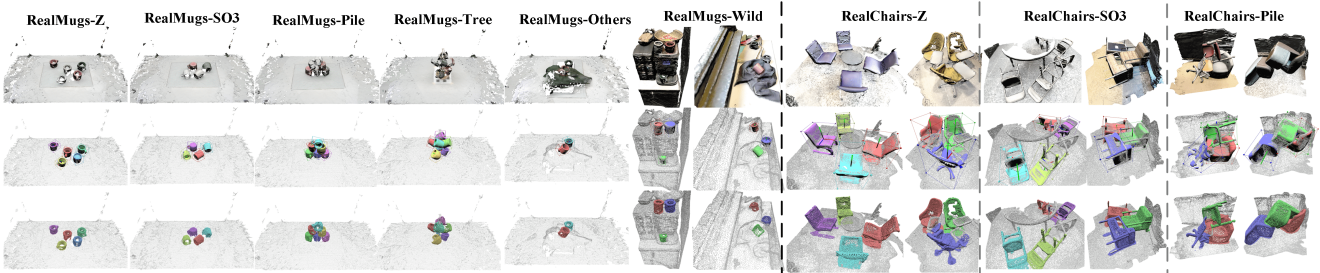 RealMugs-Z
RealMugs-SO3
RealMugs-Pile
RealMugs-Tree
RealMugs-Others
RealMugs-Wild
RealChairs-Z
RealChairs-SO3
RealChairs-Pile